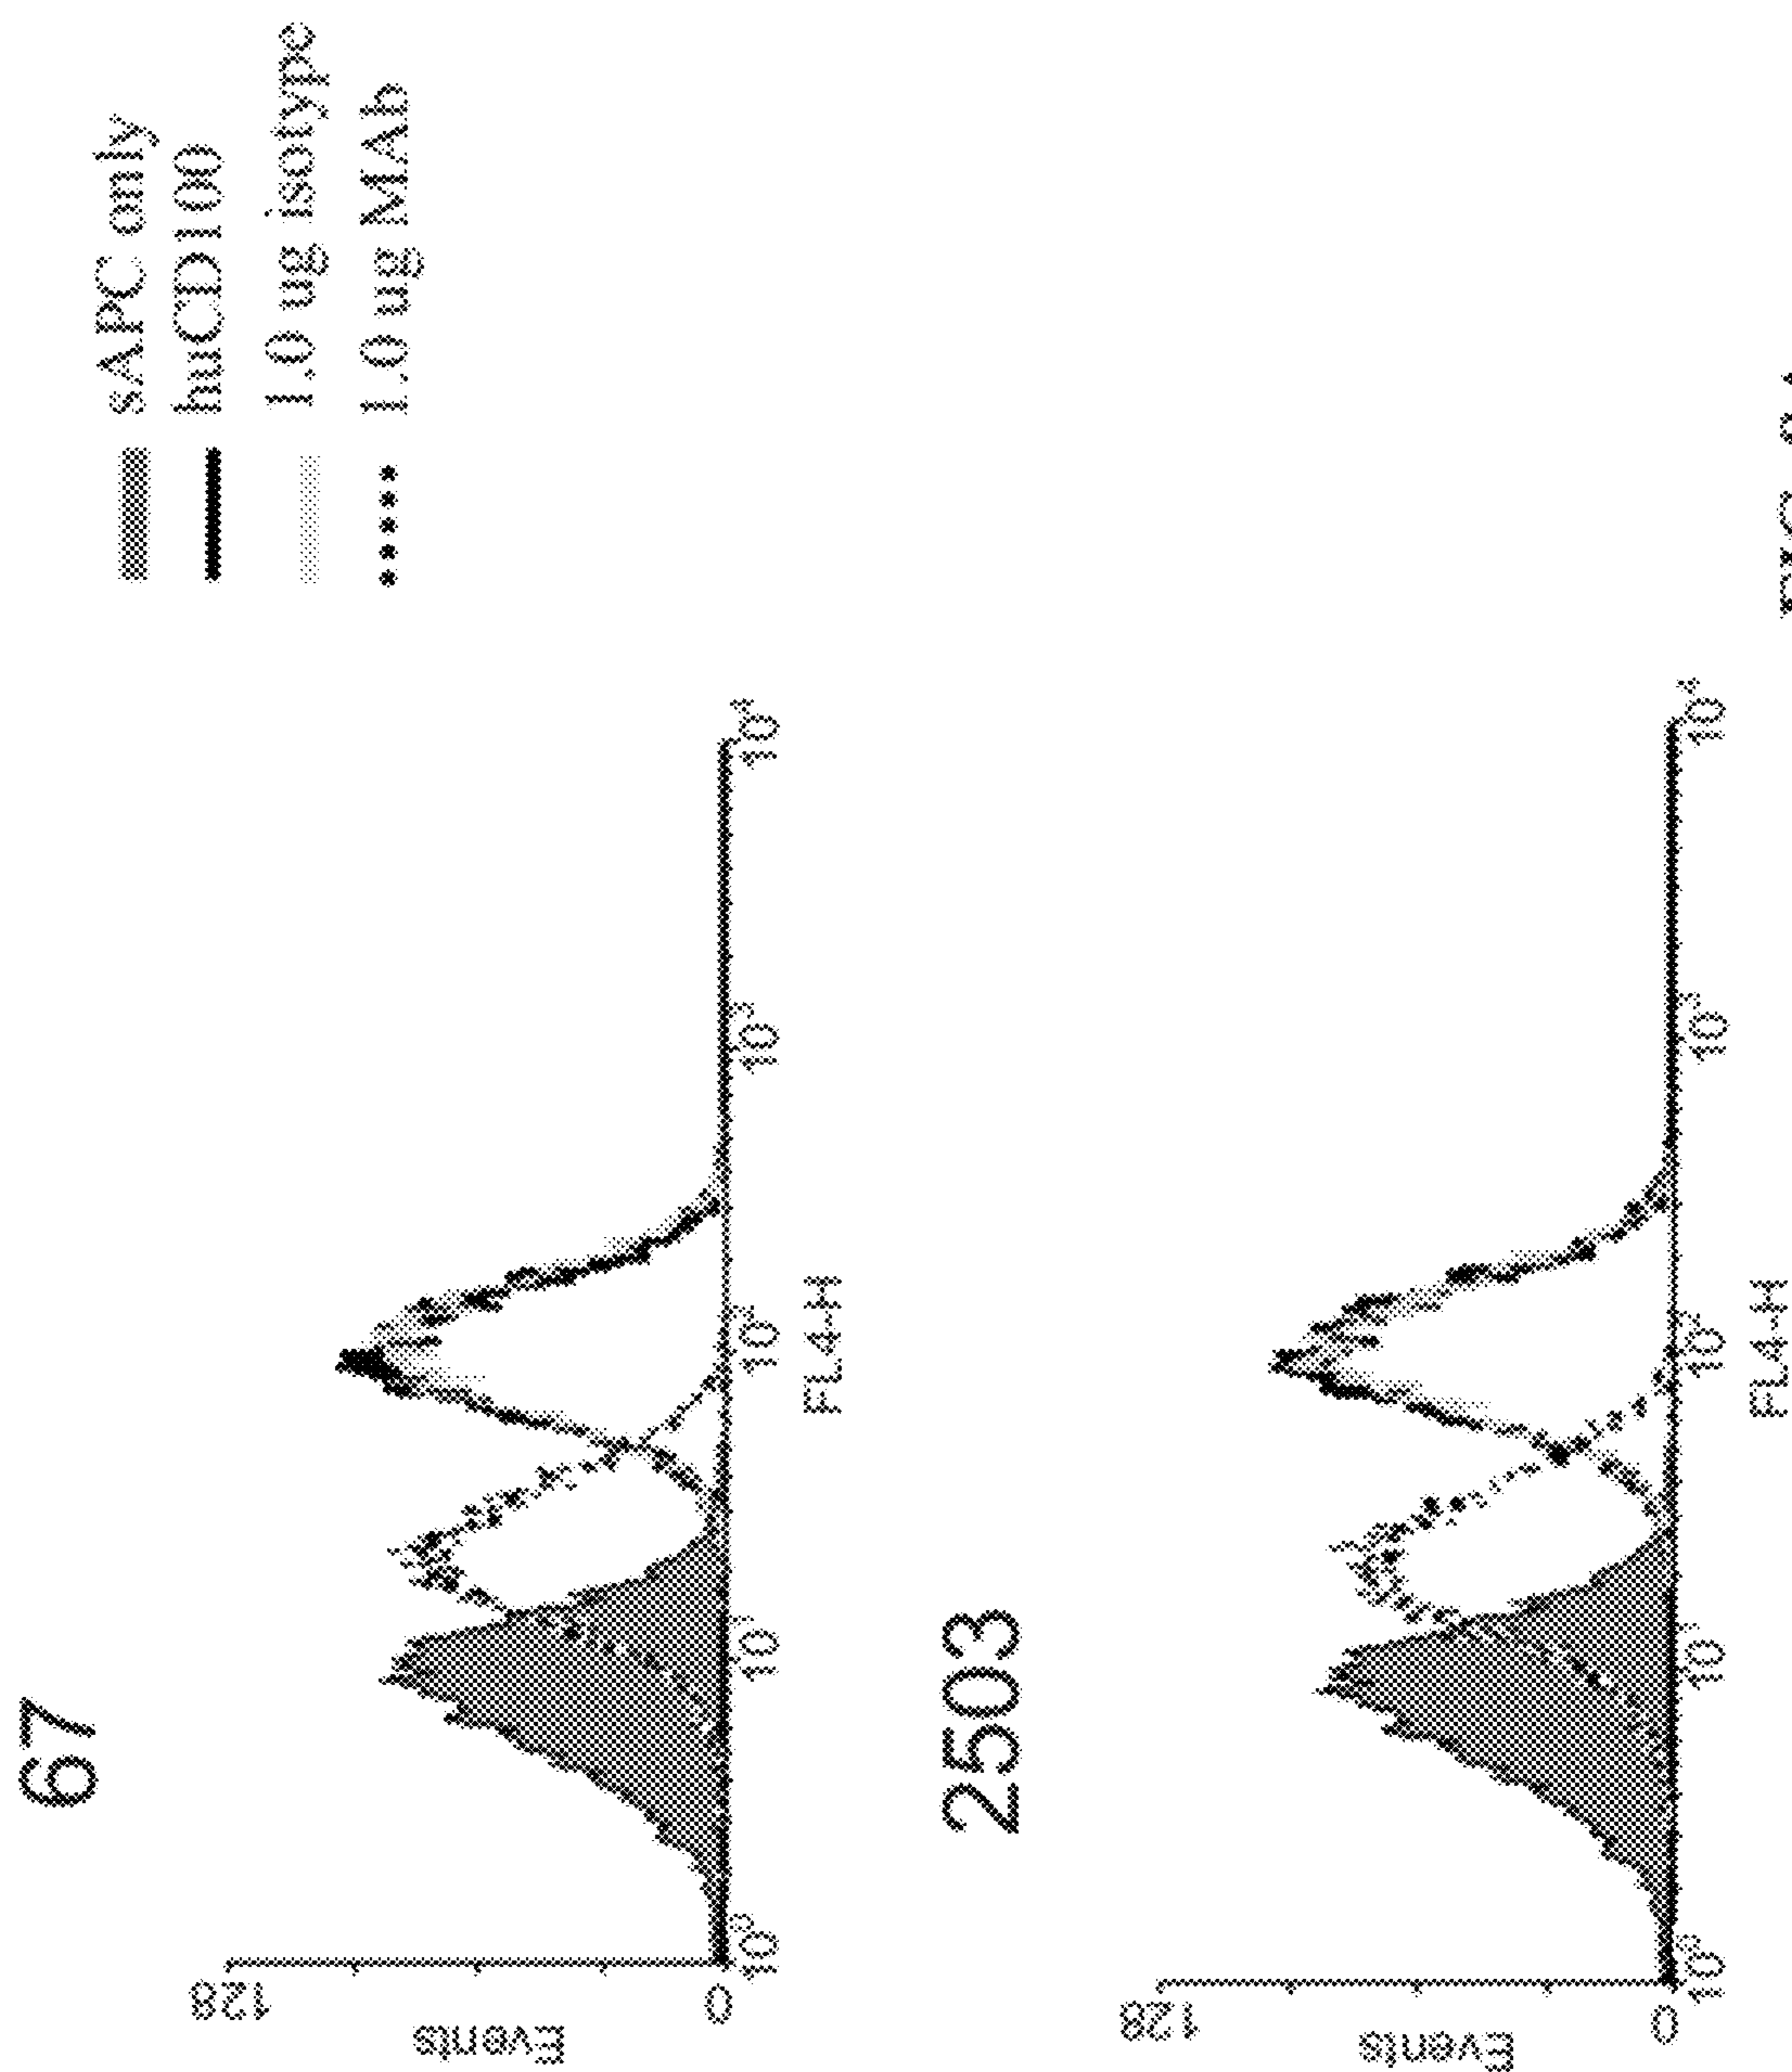 67
128
Events
0
10⁰
10¹
10²
10³
10⁴
FL4-H
sAPC only
huCD100
1.0 ug isotype
1.0 ug MAb
2503
128
Events
0
10⁰
10¹
10²
10³
10⁴
FL4-H